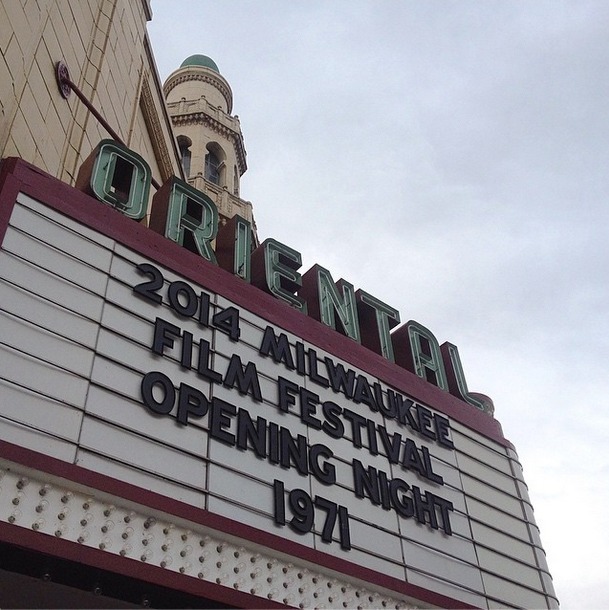 ORIENTAL
2014 MILWAUKEE
FILM FESTIVAL
OPENING NIGHT
1971